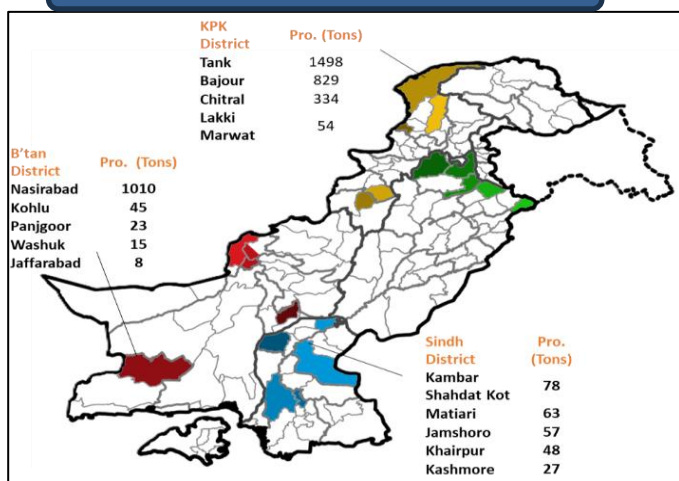 KPK
District Pro. (Tons)
Tank 1498
Bajour 829
Chitral 334
Lakki
Marwat 54
B'tan
District Pro. (Tons)
Nasirabad 1010
Kohlu 45
Panjgoor 23
Washuk 15
Jaffarabad 8
Sindh Pro.
District (Tons)
Kambar
Shahdat Kot 78
Matiari 63
Jamshoro 57
Khairpur 48
Kashmore 27